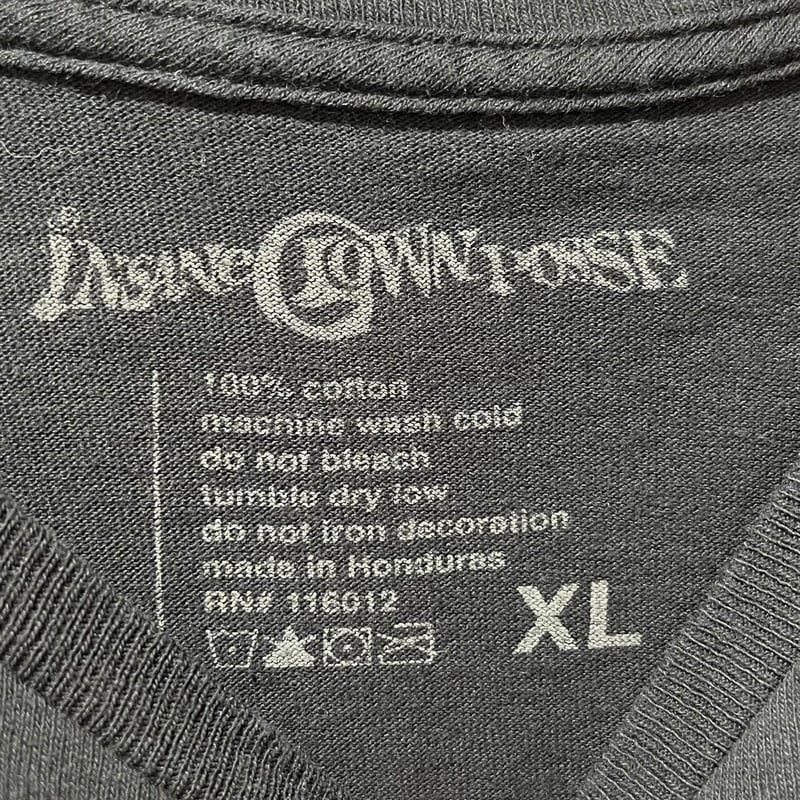 INSANE CLOWN POSSE
100% cotton
machine wash cold
do not bleach
tumble dry low
do not iron decoration
made in Honduras
RN# 116012
XL